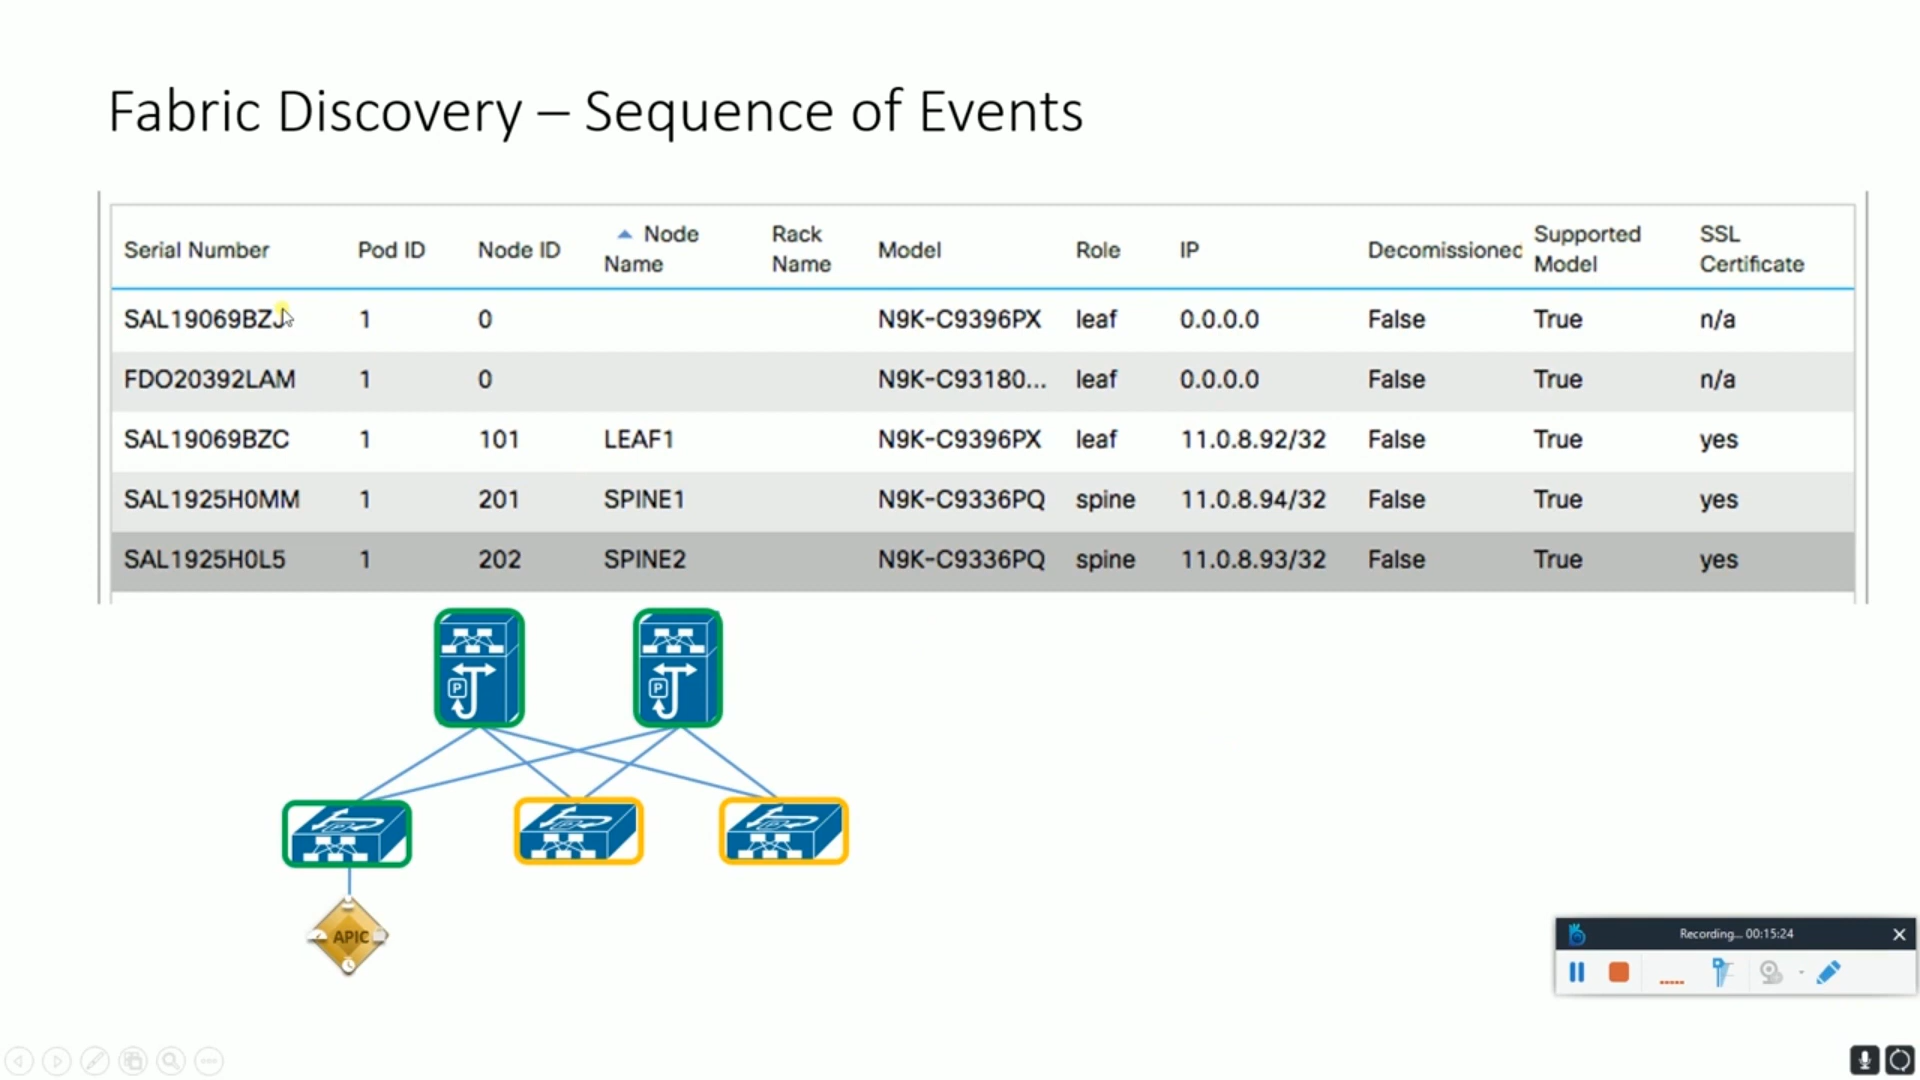 Fabric Discovery – Sequence of Events
Serial Number Pod ID Node ID Node Name Rack Name Model Role IP Decomissioned Supported Model SSL Certificate
SAL19069BZJ 1 0 N9K-C9396PX leaf 0.0.0.0 False True n/a
FDO20392LAM 1 0 N9K-C93180... leaf 0.0.0.0 False True n/a
SAL19069BZC 1 101 LEAF1 N9K-C9396PX leaf 11.0.8.92/32 False True yes
SAL1925H0MM 1 201 SPINE1 N9K-C9336PQ spine 11.0.8.94/32 False True yes
SAL1925H0L5 1 202 SPINE2 N9K-C9336PQ spine 11.0.8.93/32 False True yes
P P
APIC
Recording... 00:15:24